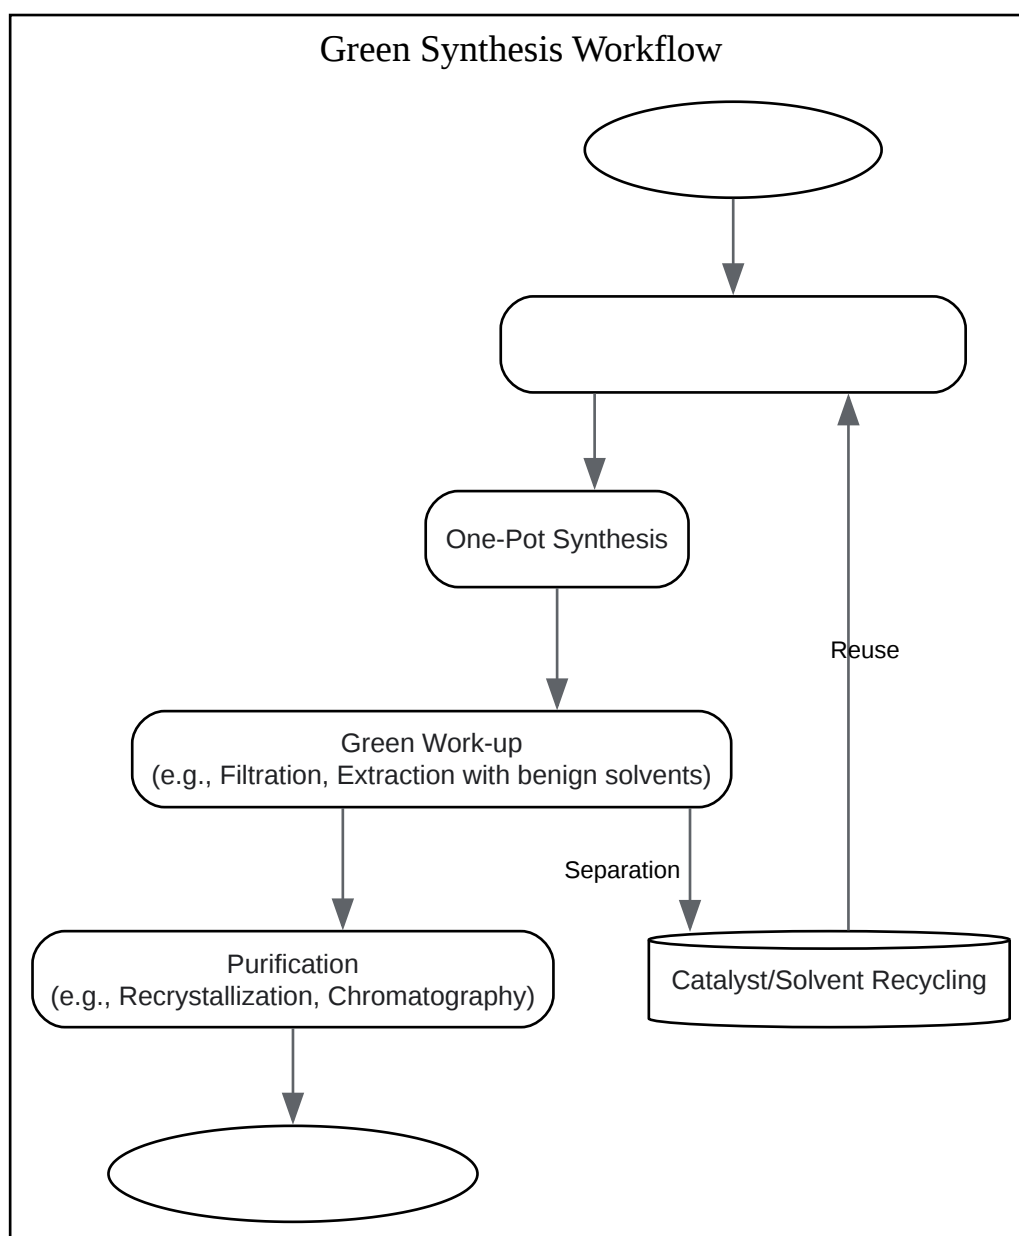 Green Synthesis Workflow
One-Pot Synthesis
Reuse
Green Work-up
(e.g., Filtration, Extraction with benign solvents)
Separation
Purification
(e.g., Recrystallization, Chromatography)
Catalyst/Solvent Recycling